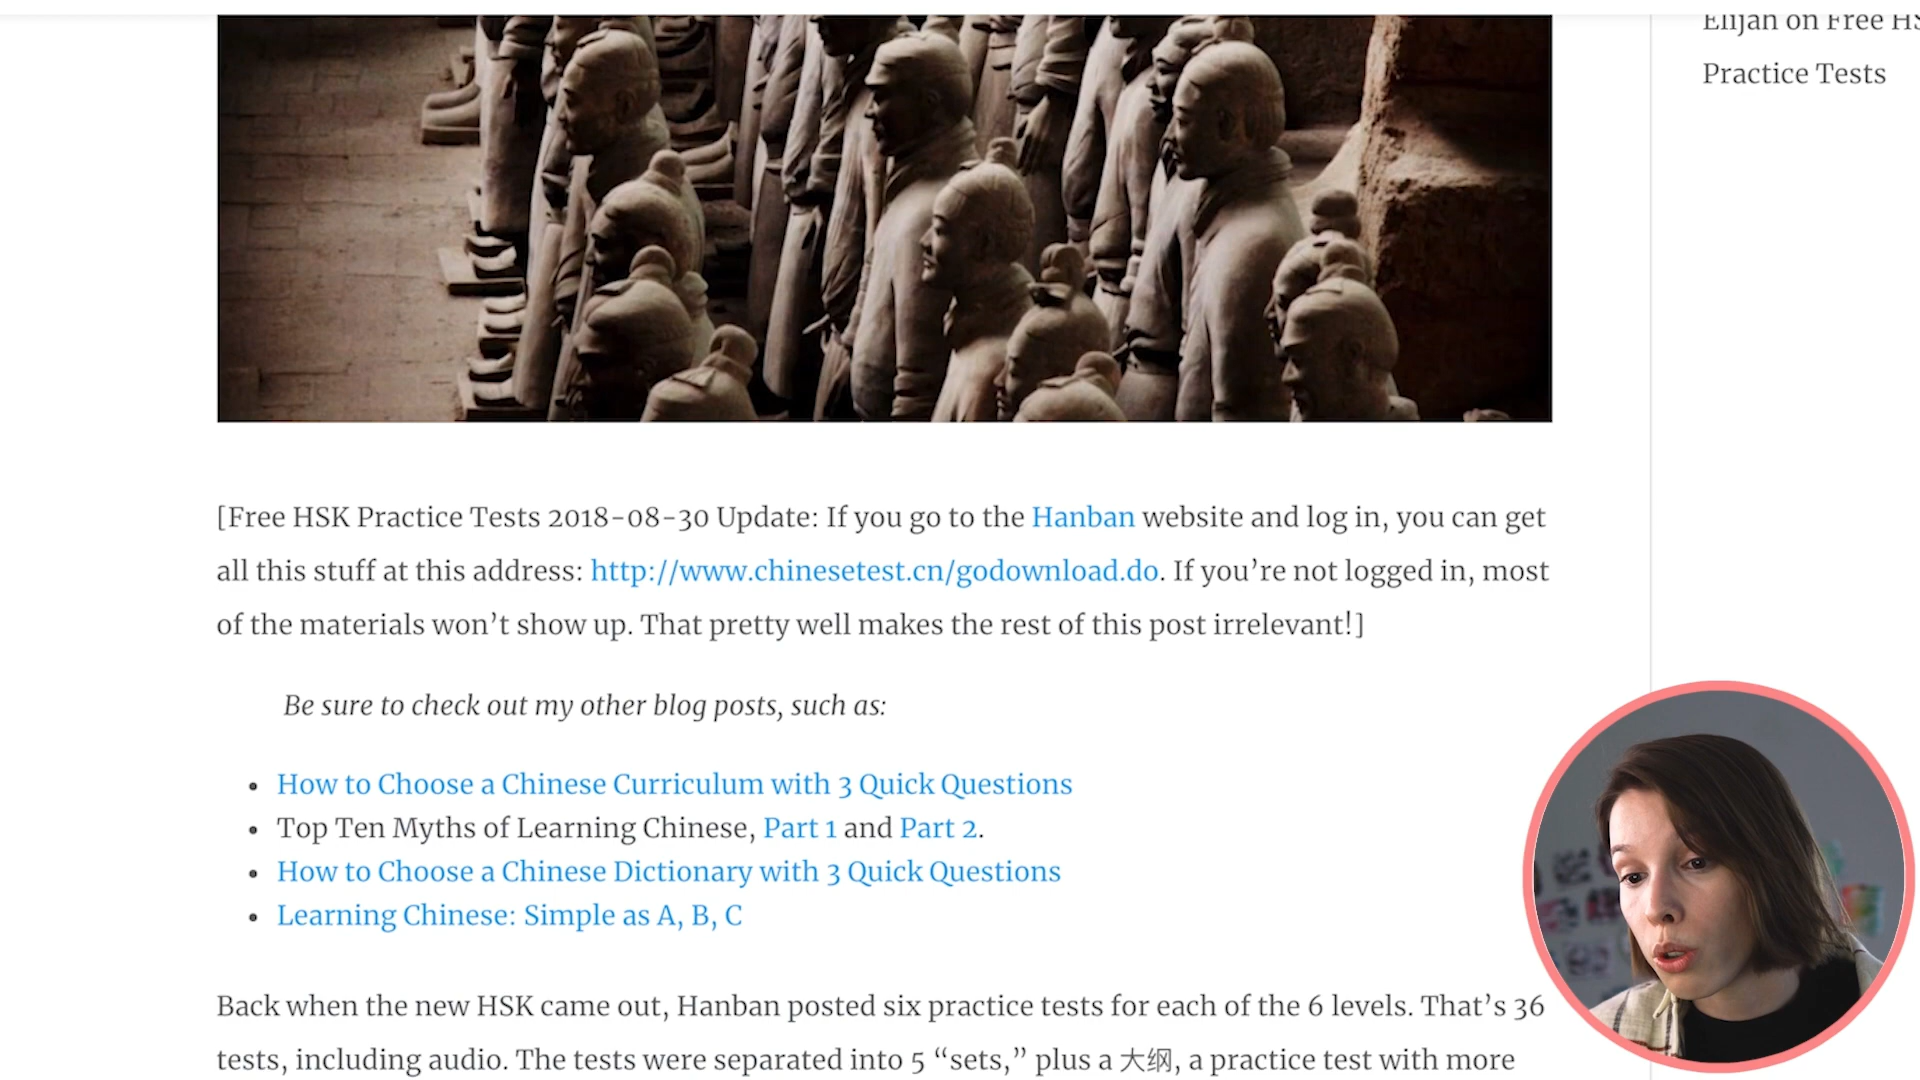 Elijah on Free HS
Practice Tests
[Free HSK Practice Tests 2018-08-30 Update: If you go to the Hanban website and log in, you can get
all this stuff at this address: http://www.chinesetest.cn/godownload.do. If you’re not logged in, most
of the materials won’t show up. That pretty well makes the rest of this post irrelevant!]
Be sure to check out my other blog posts, such as:
• How to Choose a Chinese Curriculum with 3 Quick Questions
• Top Ten Myths of Learning Chinese, Part 1 and Part 2.
• How to Choose a Chinese Dictionary with 3 Quick Questions
• Learning Chinese: Simple as A, B, C
Back when the new HSK came out, Hanban posted six practice tests for each of the 6 levels. That’s 36
tests, including audio. The tests were separated into 5 “sets,” plus a 大纲, a practice test with more